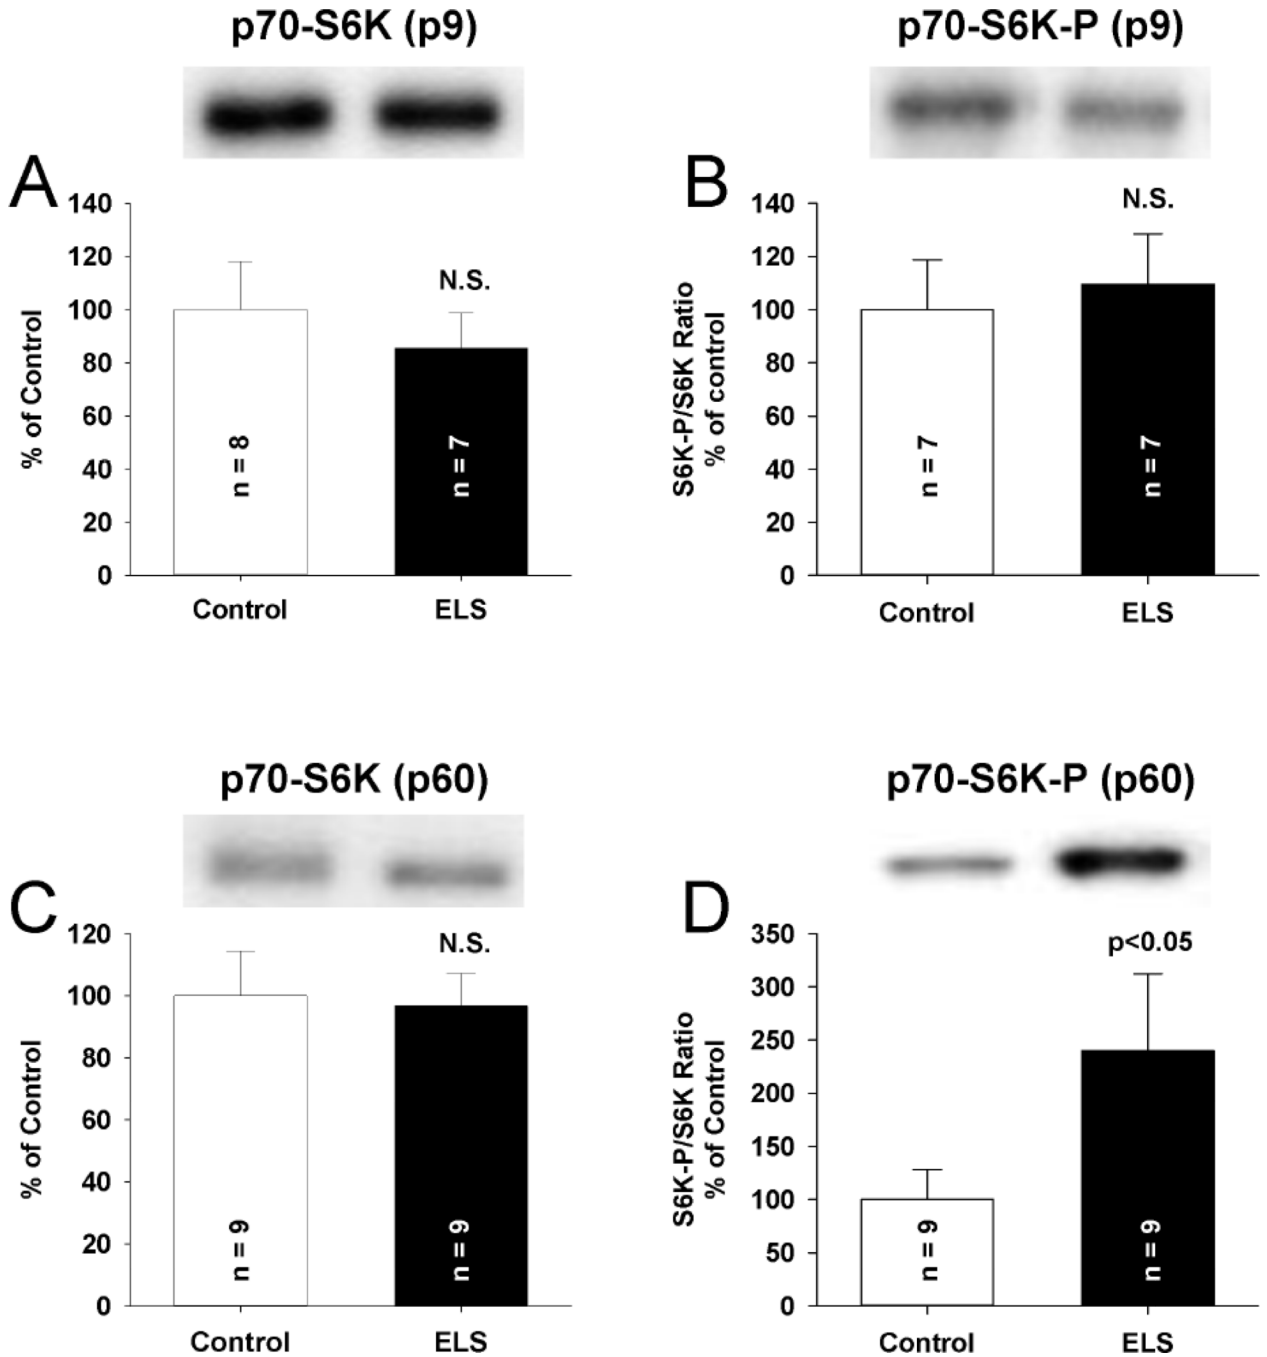 p70-S6K (p9)
A
140
120
100
80
60
40
20
0
% of Control
N.S.
n = 8
n = 7
Control
ELS
p70-S6K-P (p9)
B
140
120
100
80
60
40
20
0
S6K-P/S6K Ratio
% of control
N.S.
n = 7
n = 7
Control
ELS
p70-S6K (p60)
C
120
100
80
60
40
20
0
% of Control
N.S.
n = 9
n = 9
Control
ELS
p70-S6K-P (p60)
D
350
300
250
200
150
100
50
0
S6K-P/S6K Ratio
% of Control
p<0.05
n = 9
n = 9
Control
ELS